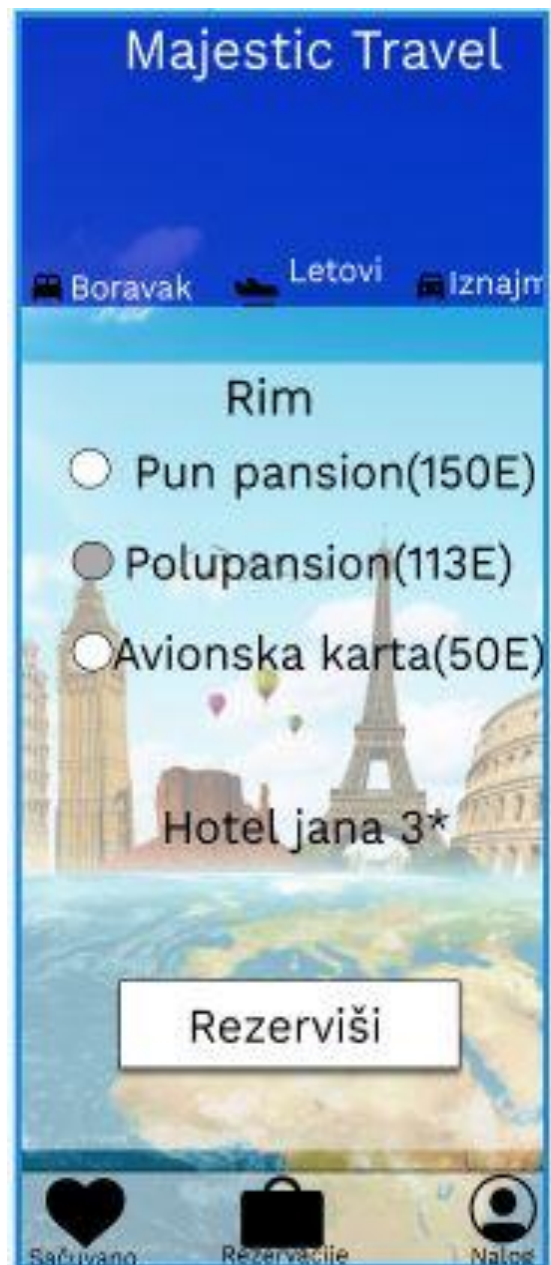 Majestic Travel
Boravak Letovi Iznajm
Rim
Pun pansion(150E)
Polupansion(113E)
Avionska karta(50E)
Hotel jana 3*
Rezerviši
Sačuvano Rezervacije Nalog